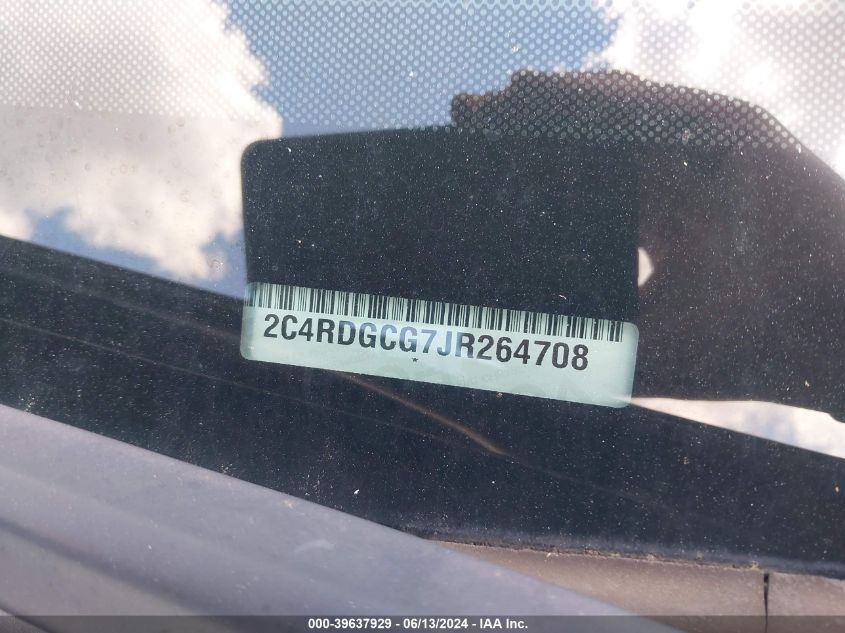 2C4RDGCG7JR264708
*
000-39637929 - 06/13/2024 - IAA Inc.